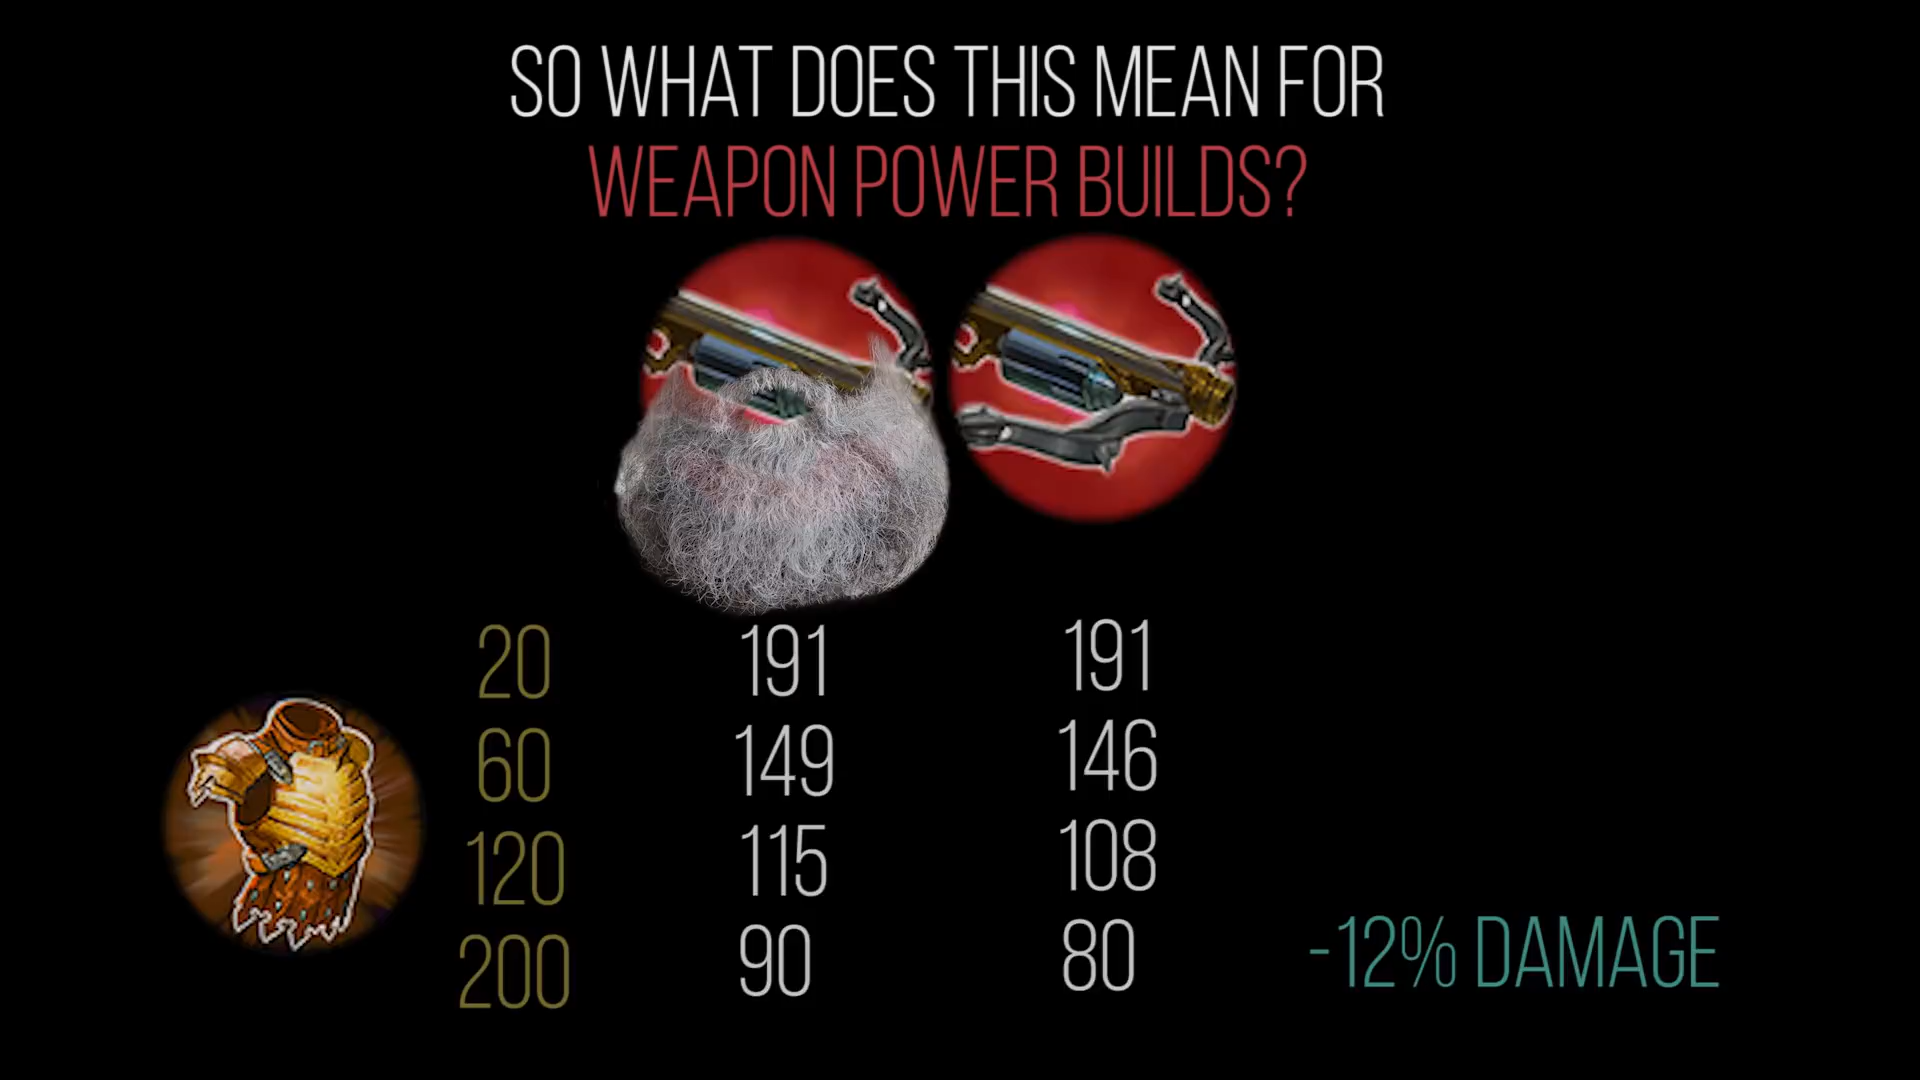 SO WHAT DOES THIS MEAN FOR
WEAPON POWER BUILDS?
20 191 191
60 149 146
120 115 108
200 90 80 -12% DAMAGE